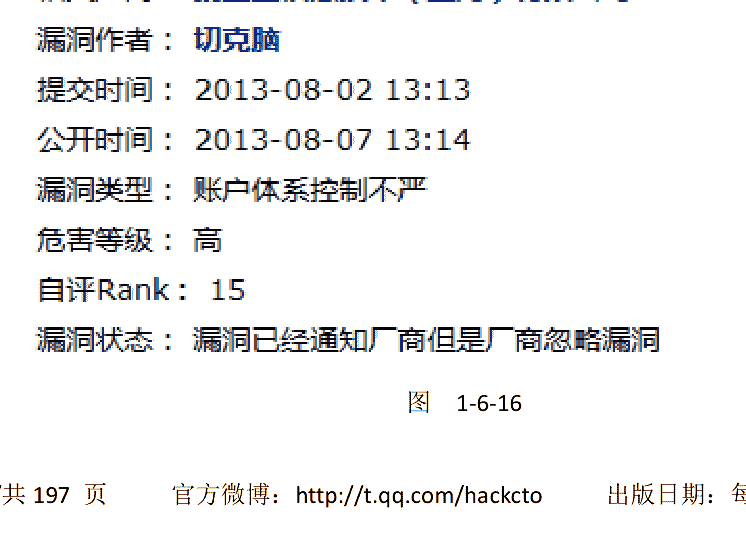 漏洞作者： 切克脑
提交时间： 2013-08-02 13:13
公开时间： 2013-08-07 13:14
漏洞类型： 账户体系控制不严
危害等级： 高
自评Rank： 15
漏洞状态： 漏洞已经通知厂商但是厂商忽略漏洞
图 1-6-16
共 197 页 官方微博：http://t.qq.com/hackcto 出版日期：每